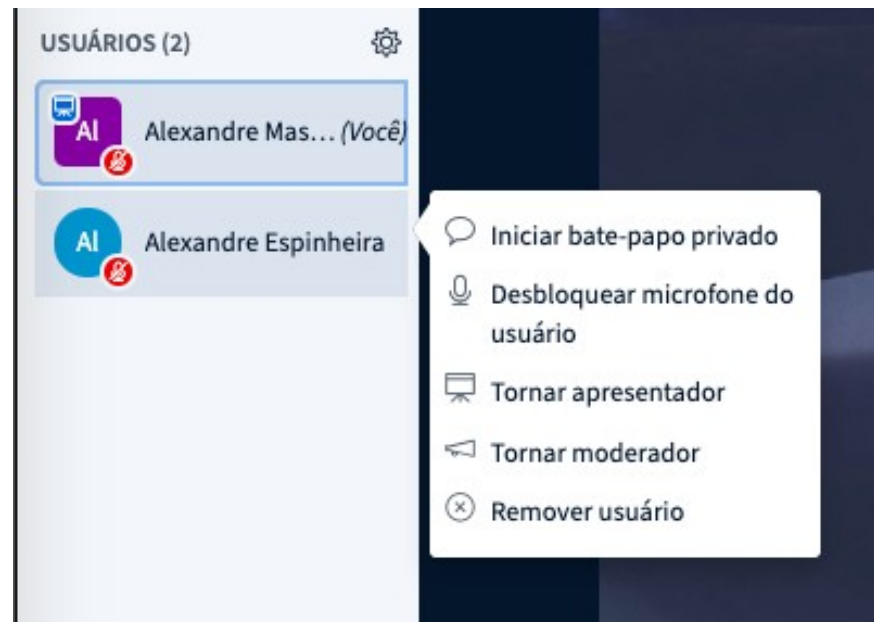 USUÁRIOS (2)
Al
Alexandre Mas... (Você)
Al
Alexandre Espinheira
Iniciar bate-papo privado
Desbloquear microfone do
usuário
Tornar apresentador
Tornar moderador
Remover usuário